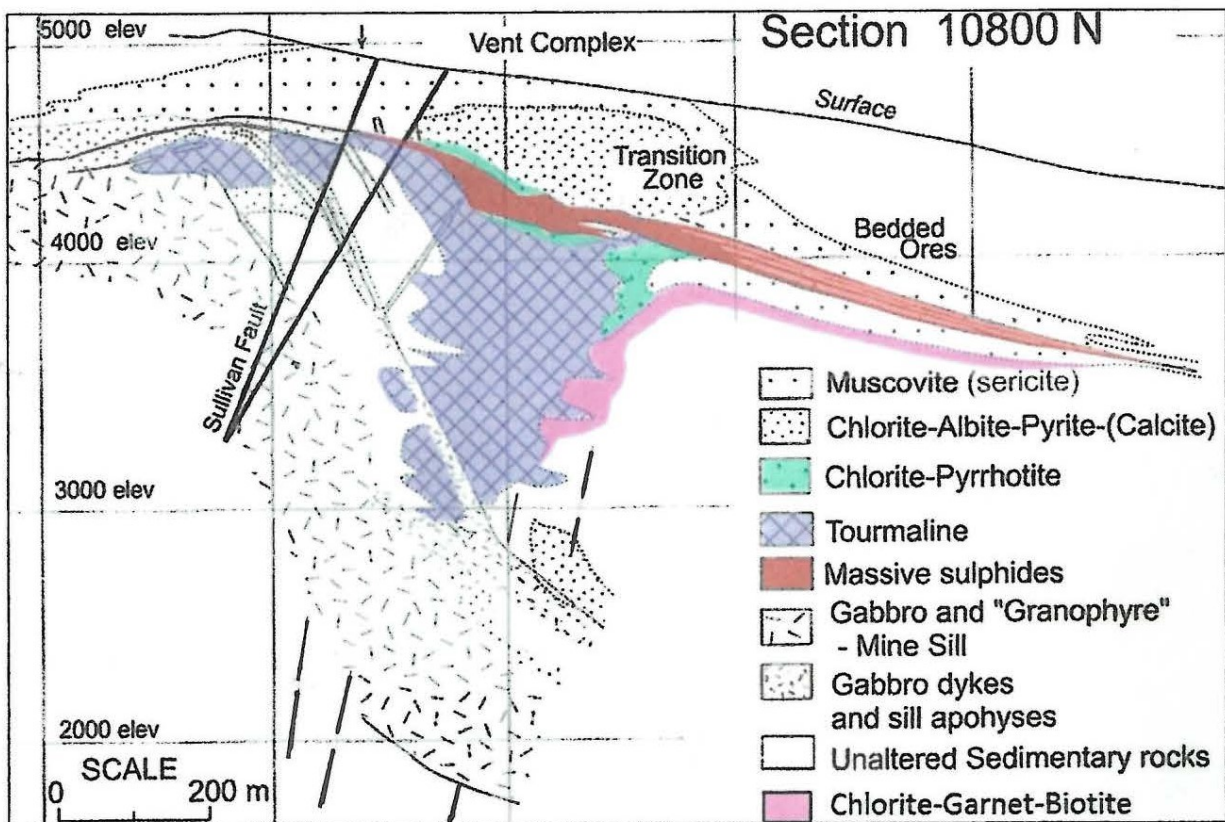 5000 elev
Vent Complex
Section 10800 N
Surface
Transition
Zone
Bedded
Ores
4000 elev
Sullivan Fault
3000 elev
2000 elev
SCALE
0 200 m
Muscovite (sericite)
Chlorite-Albite-Pyrite-(Calcite)
Chlorite-Pyrrhotite
Tourmaline
Massive sulphides
Gabbro and "Granophyre"
- Mine Sill
Gabbro dykes
and sill apohyses
Unaltered Sedimentary rocks
Chlorite-Garnet-Biotite